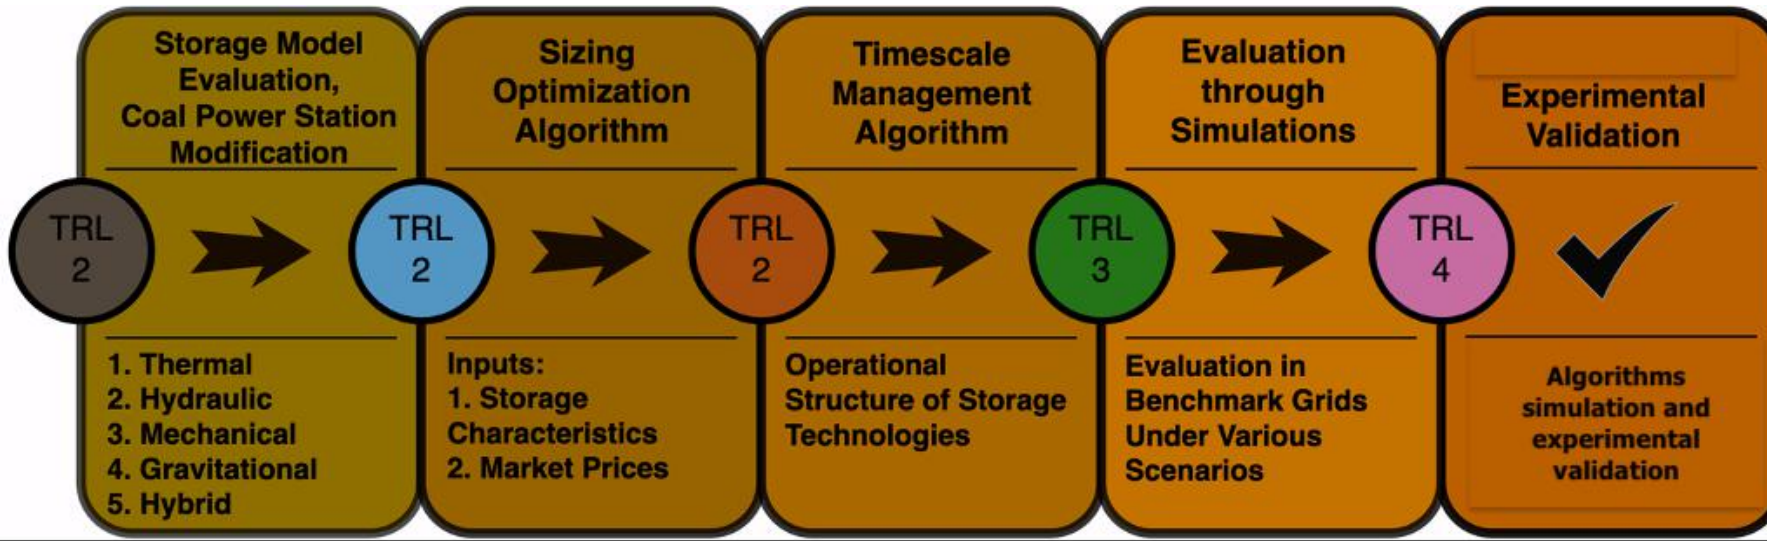 Storage Model
Evaluation,
Coal Power Station
Modification
TRL
2
1. Thermal
2. Hydraulic
3. Mechanical
4. Gravitational
5. Hybrid
Sizing
Optimization
Algorithm
TRL
2
Inputs:
1. Storage
Characteristics
2. Market Prices
Timescale
Management
Algorithm
TRL
2
Operational
Structure of Storage
Technologies
Evaluation
through
Simulations
TRL
3
Evaluation in
Benchmark Grids
Under Various
Scenarios
Experimental
Validation
TRL
4
Algorithms
simulation and
experimental
validation